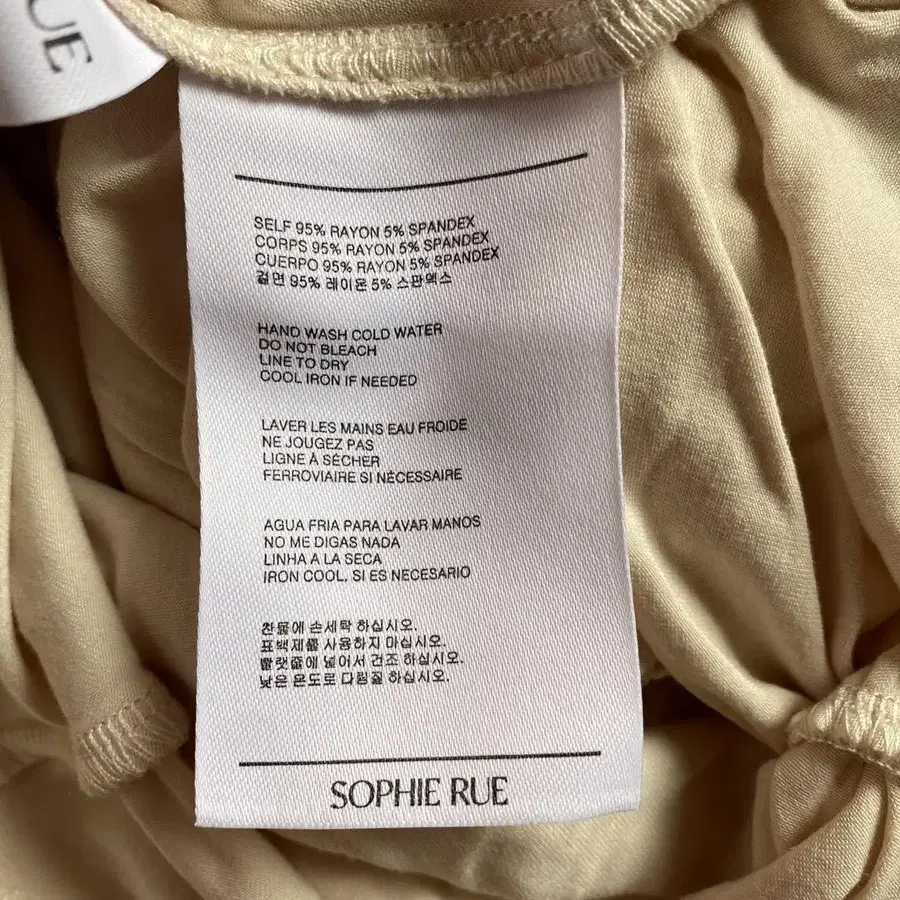 UE
SELF 95% RAYON 5% SPANDEX
CORPS 95% RAYON 5% SPANDEX
CUERPO 95% RAYON 5% SPANDEX
겉면 95% 레이온 5% 스판덱스
HAND WASH COLD WATER
DO NOT BLEACH
LINE TO DRY
COOL IRON IF NEEDED
LAVER LES MAINS EAU FROIDE
NE JOUGEZ PAS
LIGNE À SÉCHER
FERROVIAIRE SI NÉCESSAIRE
AGUA FRIA PARA LAVAR MANOS
NO ME DIGAS NADA
LINHA A LA SECA
IRON COOL, SI ES NECESARIO
찬물에 손세탁 하십시오.
표백제를 사용하지 마십시오.
빨랫줄에 널어서 건조 하십시오.
낮은 온도로 다림질 하십시오.
SOPHIE RUE